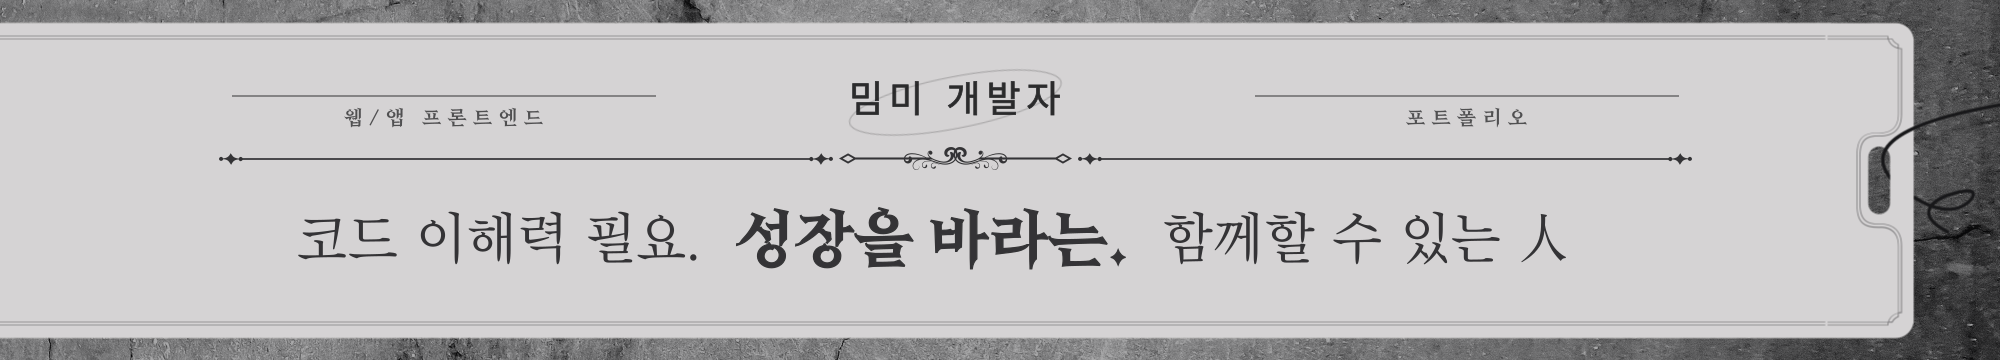 밈미 개발자
웹/앱 프론트엔드
포트폴리오
코드 이해력 필요. 성장을 바라는. 함께할 수 있는 人